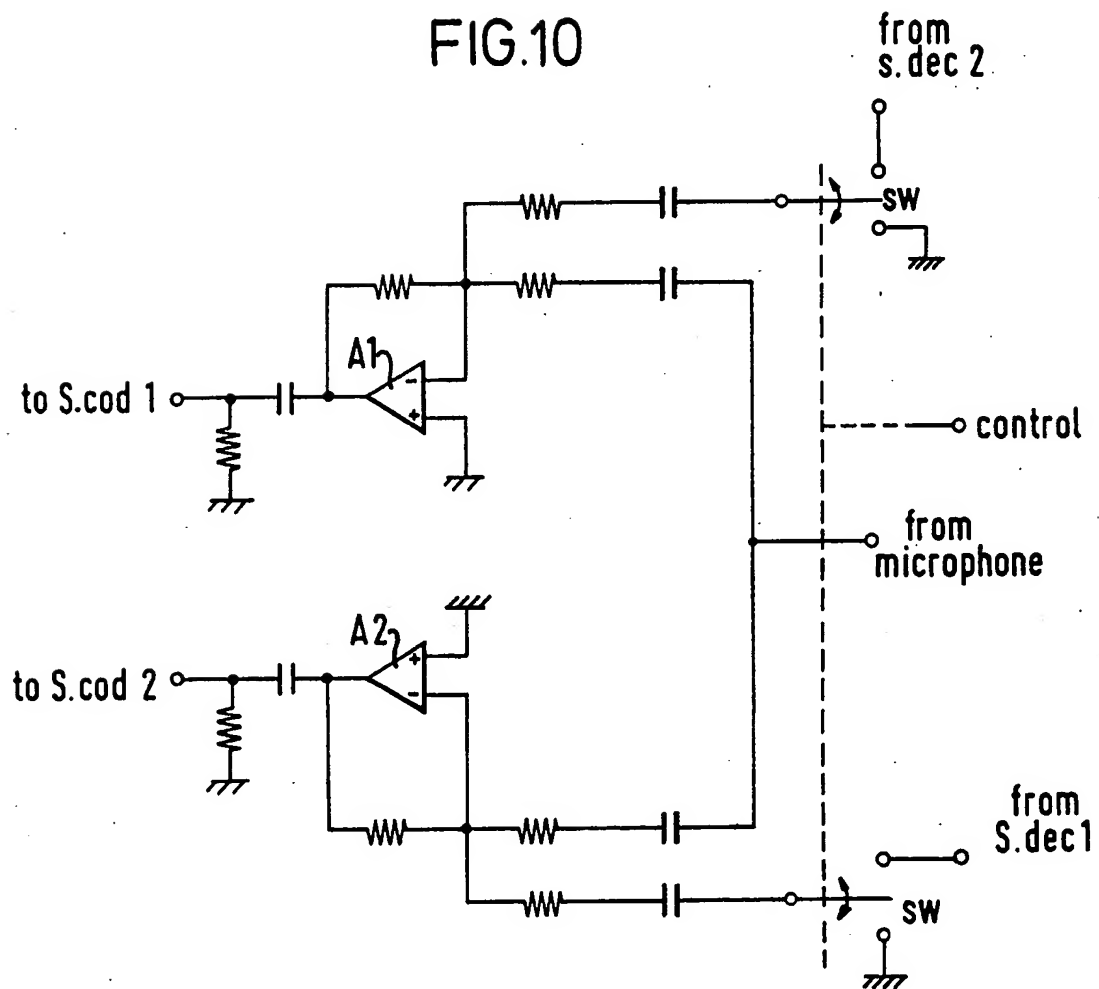 FIG.10
from
s.dec 2
SW
A1
-
+
to S.cod 1
control
from
microphone
A2
+
-
to S.cod 2
from
S.dec1
SW